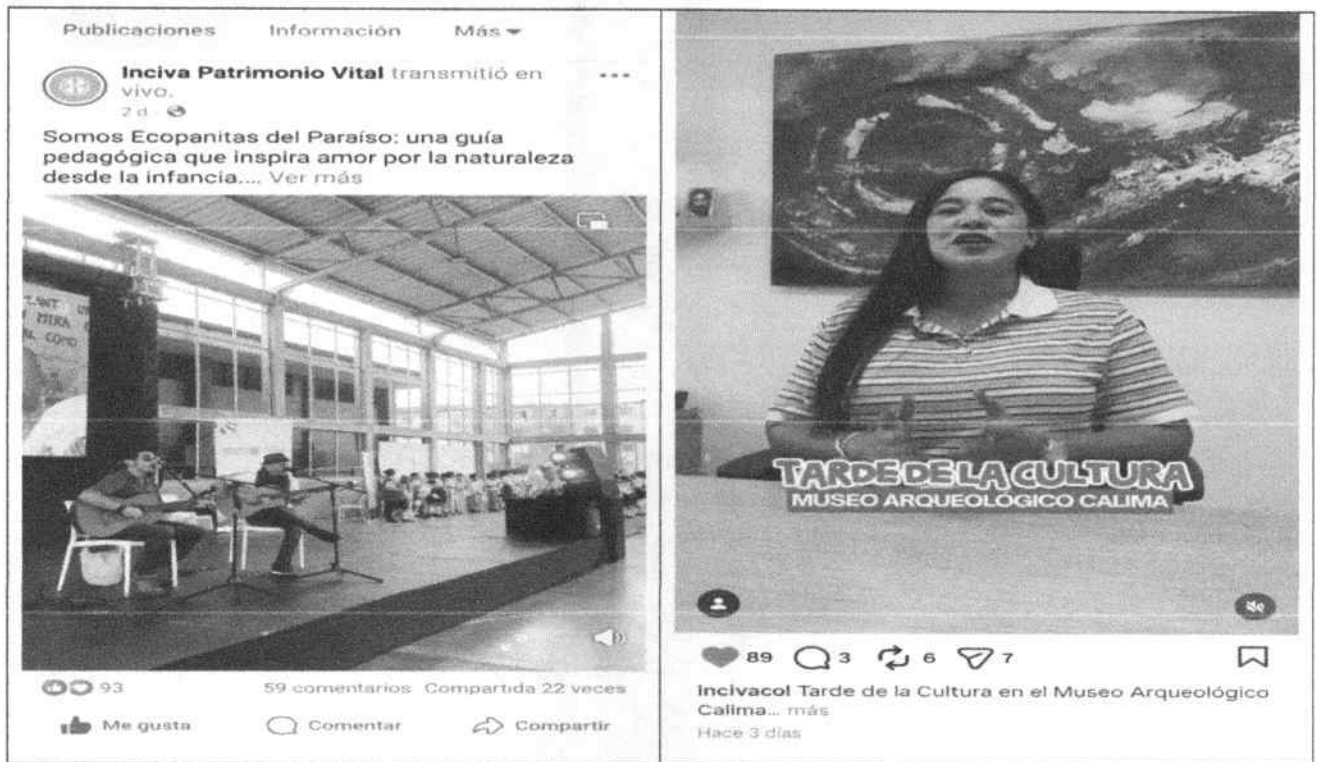 Publicaciones Información Más
Inciva Patrimonio Vital transmitió en
vivo.
2 d
Somos Ecopanitas del Paraíso: una guía
pedagógica que inspira amor por la naturaleza
desde la infancia.... Ver más
MIRA
AL COMO
93 59 comentarios Compartida 22 veces
Me gusta Comentar Compartir
TARDE DE LA CULTURA
MUSEO ARQUEOLÓGICO CALIMA
89 3 6 7
Incivacol Tarde de la Cultura en el Museo Arqueológico
Calima... más
Hace 3 días